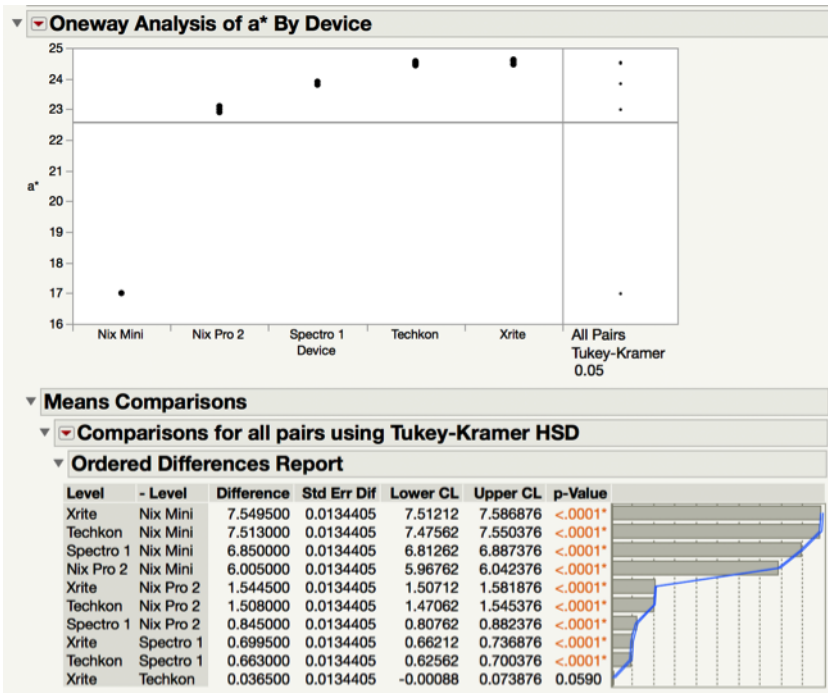 Oneway Analysis of a* By Device
25
24
23
22
21
a*
20
19
18
17
16
Nix Mini Nix Pro 2 Spectro 1 Techkon Xrite All Pairs
Device Tukey-Kramer
0.05
Means Comparisons
Comparisons for all pairs using Tukey-Kramer HSD
Ordered Differences Report
Level - Level Difference Std Err Dif Lower CL Upper CL p-Value
Xrite Nix Mini 7.549500 0.0134405 7.51212 7.586876 <.0001*
Techkon Nix Mini 7.513000 0.0134405 7.47562 7.550376 <.0001*
Spectro 1 Nix Mini 6.850000 0.0134405 6.81262 6.887376 <.0001*
Nix Pro 2 Nix Mini 6.005000 0.0134405 5.96762 6.042376 <.0001*
Xrite Nix Pro 2 1.544500 0.0134405 1.50712 1.581876 <.0001*
Techkon Nix Pro 2 1.508000 0.0134405 1.47062 1.545376 <.0001*
Spectro 1 Nix Pro 2 0.845000 0.0134405 0.80762 0.882376 <.0001*
Xrite Spectro 1 0.699500 0.0134405 0.66212 0.736876 <.0001*
Techkon Spectro 1 0.663000 0.0134405 0.62562 0.700376 <.0001*
Xrite Techkon 0.036500 0.0134405 -0.00088 0.073876 0.0590